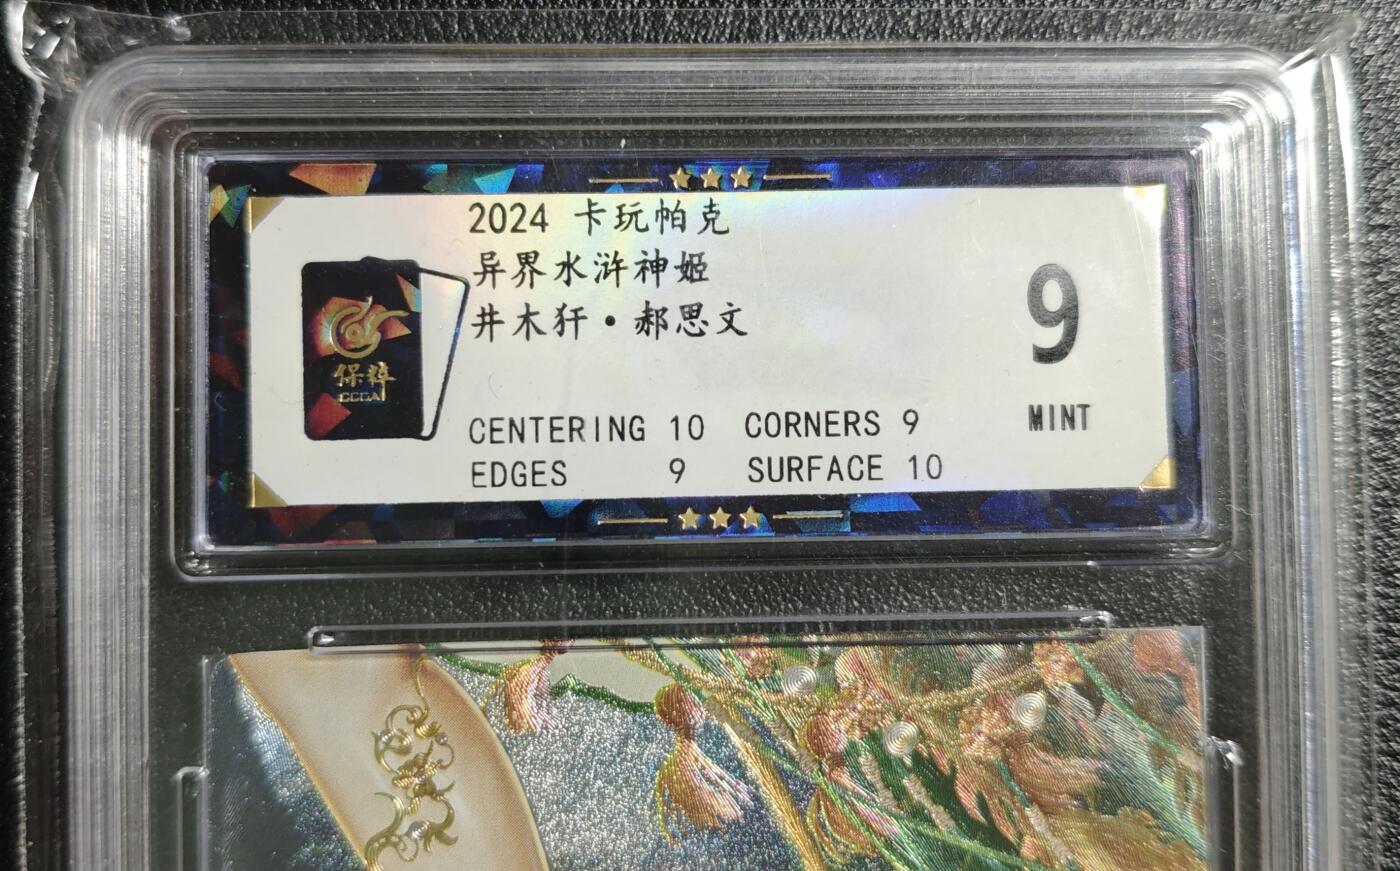 2024 卡玩帕克
异界水浒神姬
井木犴·郝思文
保粹
CCGA
9
MINT
CENTERING 10 CORNERS 9
EDGES 9 SURFACE 10